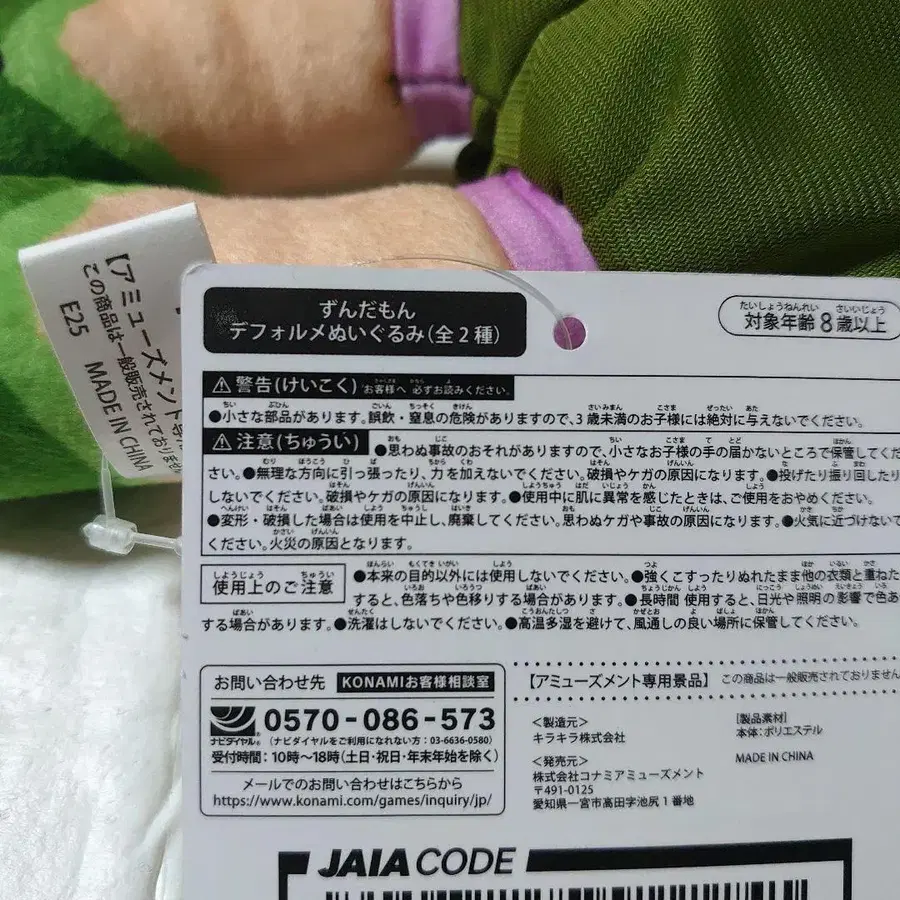 【アミューズメント専
この商品は一般販売されておりませ
E25 MADE IN CHINA
ずんだもん
デフォルメぬいぐるみ(全2種)
たいしょうねんれい さいいじょう
対象年齢 8歳以上
⚠警告(けいこく) お客様へ 必ずお読みください。
●小さな部品があります。誤飲・窒息の危険がありますので、3歳未満のお子様には絶対に与えないでください。
⚠注意(ちゅうい) ●思わぬ事故のおそれがありますので、小さなお子様の手の届かないところで保管してくだ
さい。●無理な方向に引っ張ったり、力を加えないでください。破損やケガの原因になります。●投げたり振り回したり
しないでください。破損やケガの原因になります。●使用中に肌に異常を感じたときは、ご使用をおやめください。
●変形・破損した場合は使用を中止し、廃棄してください。思わぬケガや事故の原因になります。●火気に近づけないで
ください。火災の原因となります。
しようじょう ちゅうい
使用上のご注意
●本来の目的以外には使用しないでください。●強くこすったりぬれたまま他の衣類と重ねた
すると、色落ちや色移りする場合があります。●長時間 使用すると、日光や照明の影響で色あ
する場合があります。●洗濯はしないでください。●高温多湿を避けて、風通しの良い場所に保管してください。
お問い合わせ先 KONAMIお客様相談室
ナビダイヤル® 0570-086-573
(ナビダイヤルをご利用になれない方:03-6636-0580)
受付時間:10時〜18時(土日・祝日・年末年始を除く)
メールでのお問い合わせはこちらから
https://www.konami.com/games/inquiry/jp/
【アミューズメント専用景品】 この商品は一般販売されておりません
<製造元>
キラキラ株式会社
<発売元>
株式会社コナミアミューズメント
〒491-0125
愛知県一宮市高田字池尻1番地
[製品素材]
本体:ポリエステル
MADE IN CHINA
JAIA CODE